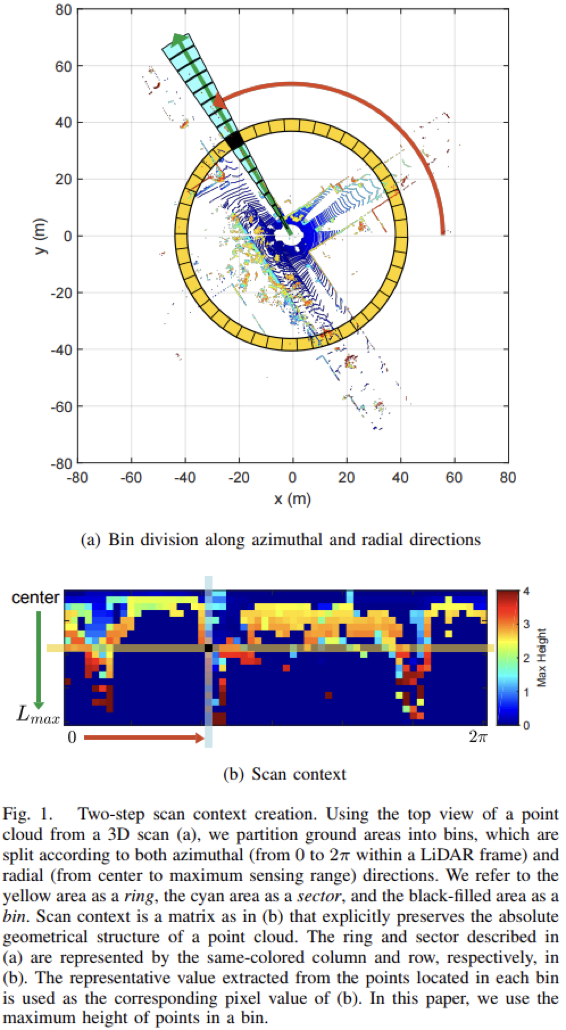 80
60
40
20
0
-20
-40
-60
-80
y (m)
-80 -60 -40 -20 0 20 40 60 80
x (m)
(a) Bin division along azimuthal and radial directions
center
L_max
0
2π
4
3
2
1
0
Max Height
(b) Scan context
Fig. 1. Two-step scan context creation. Using the top view of a point
cloud from a 3D scan (a), we partition ground areas into bins, which are
split according to both azimuthal (from 0 to 2π within a LiDAR frame) and
radial (from center to maximum sensing range) directions. We refer to the
yellow area as a ring, the cyan area as a sector, and the black-filled area as a
bin. Scan context is a matrix as in (b) that explicitly preserves the absolute
geometrical structure of a point cloud. The ring and sector described in
(a) are represented by the same-colored column and row, respectively, in
(b). The representative value extracted from the points located in each bin
is used as the corresponding pixel value of (b). In this paper, we use the
maximum height of points in a bin.